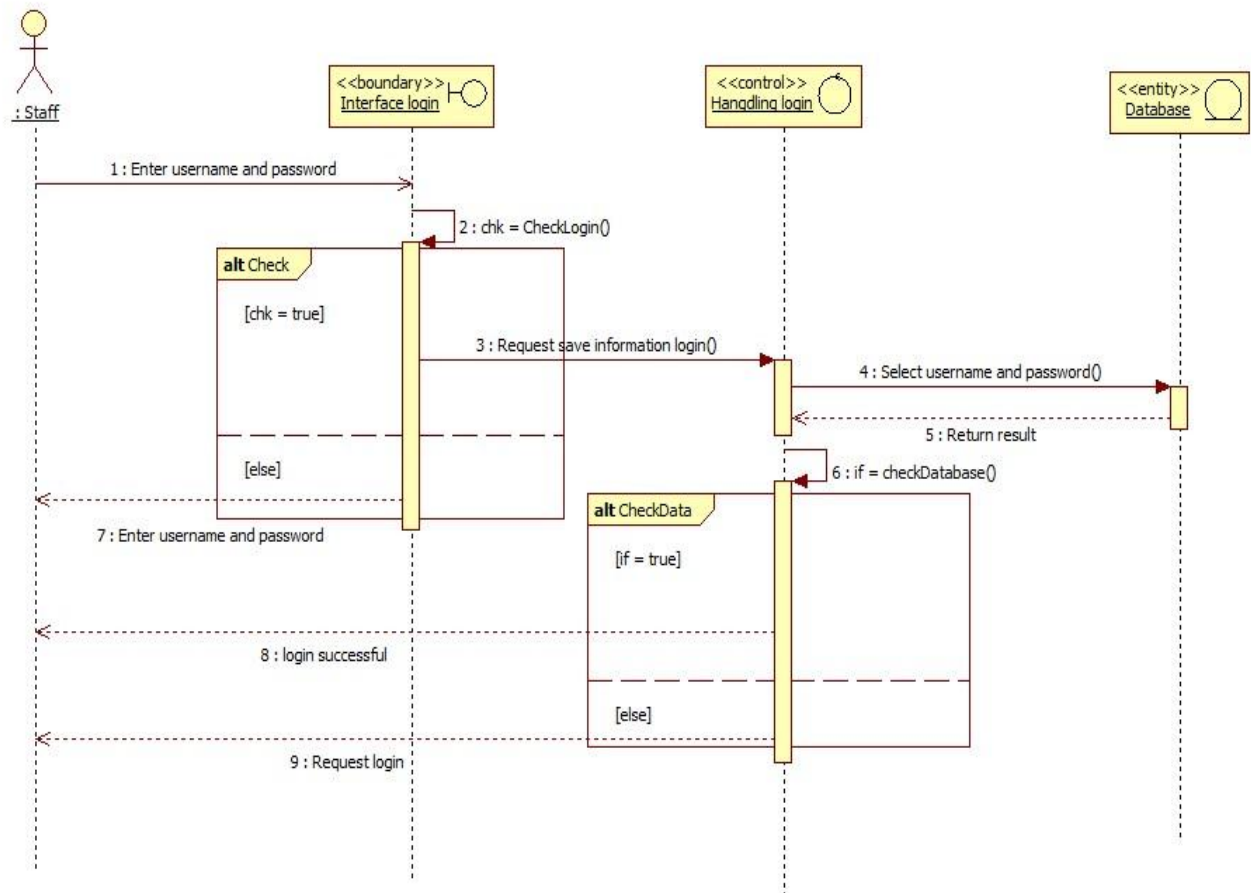 : Staff
<<boundary>>
Interface login
<<control>>
Hangdling login
<<entity>>
Database
1 : Enter username and password
2 : chk = CheckLogin()
alt Check
[chk = true]
3 : Request save information login()
4 : Select username and password()
5 : Return result
[else]
6 : if = checkDatabase()
7 : Enter username and password
alt CheckData
[if = true]
8 : login successful
[else]
9 : Request login